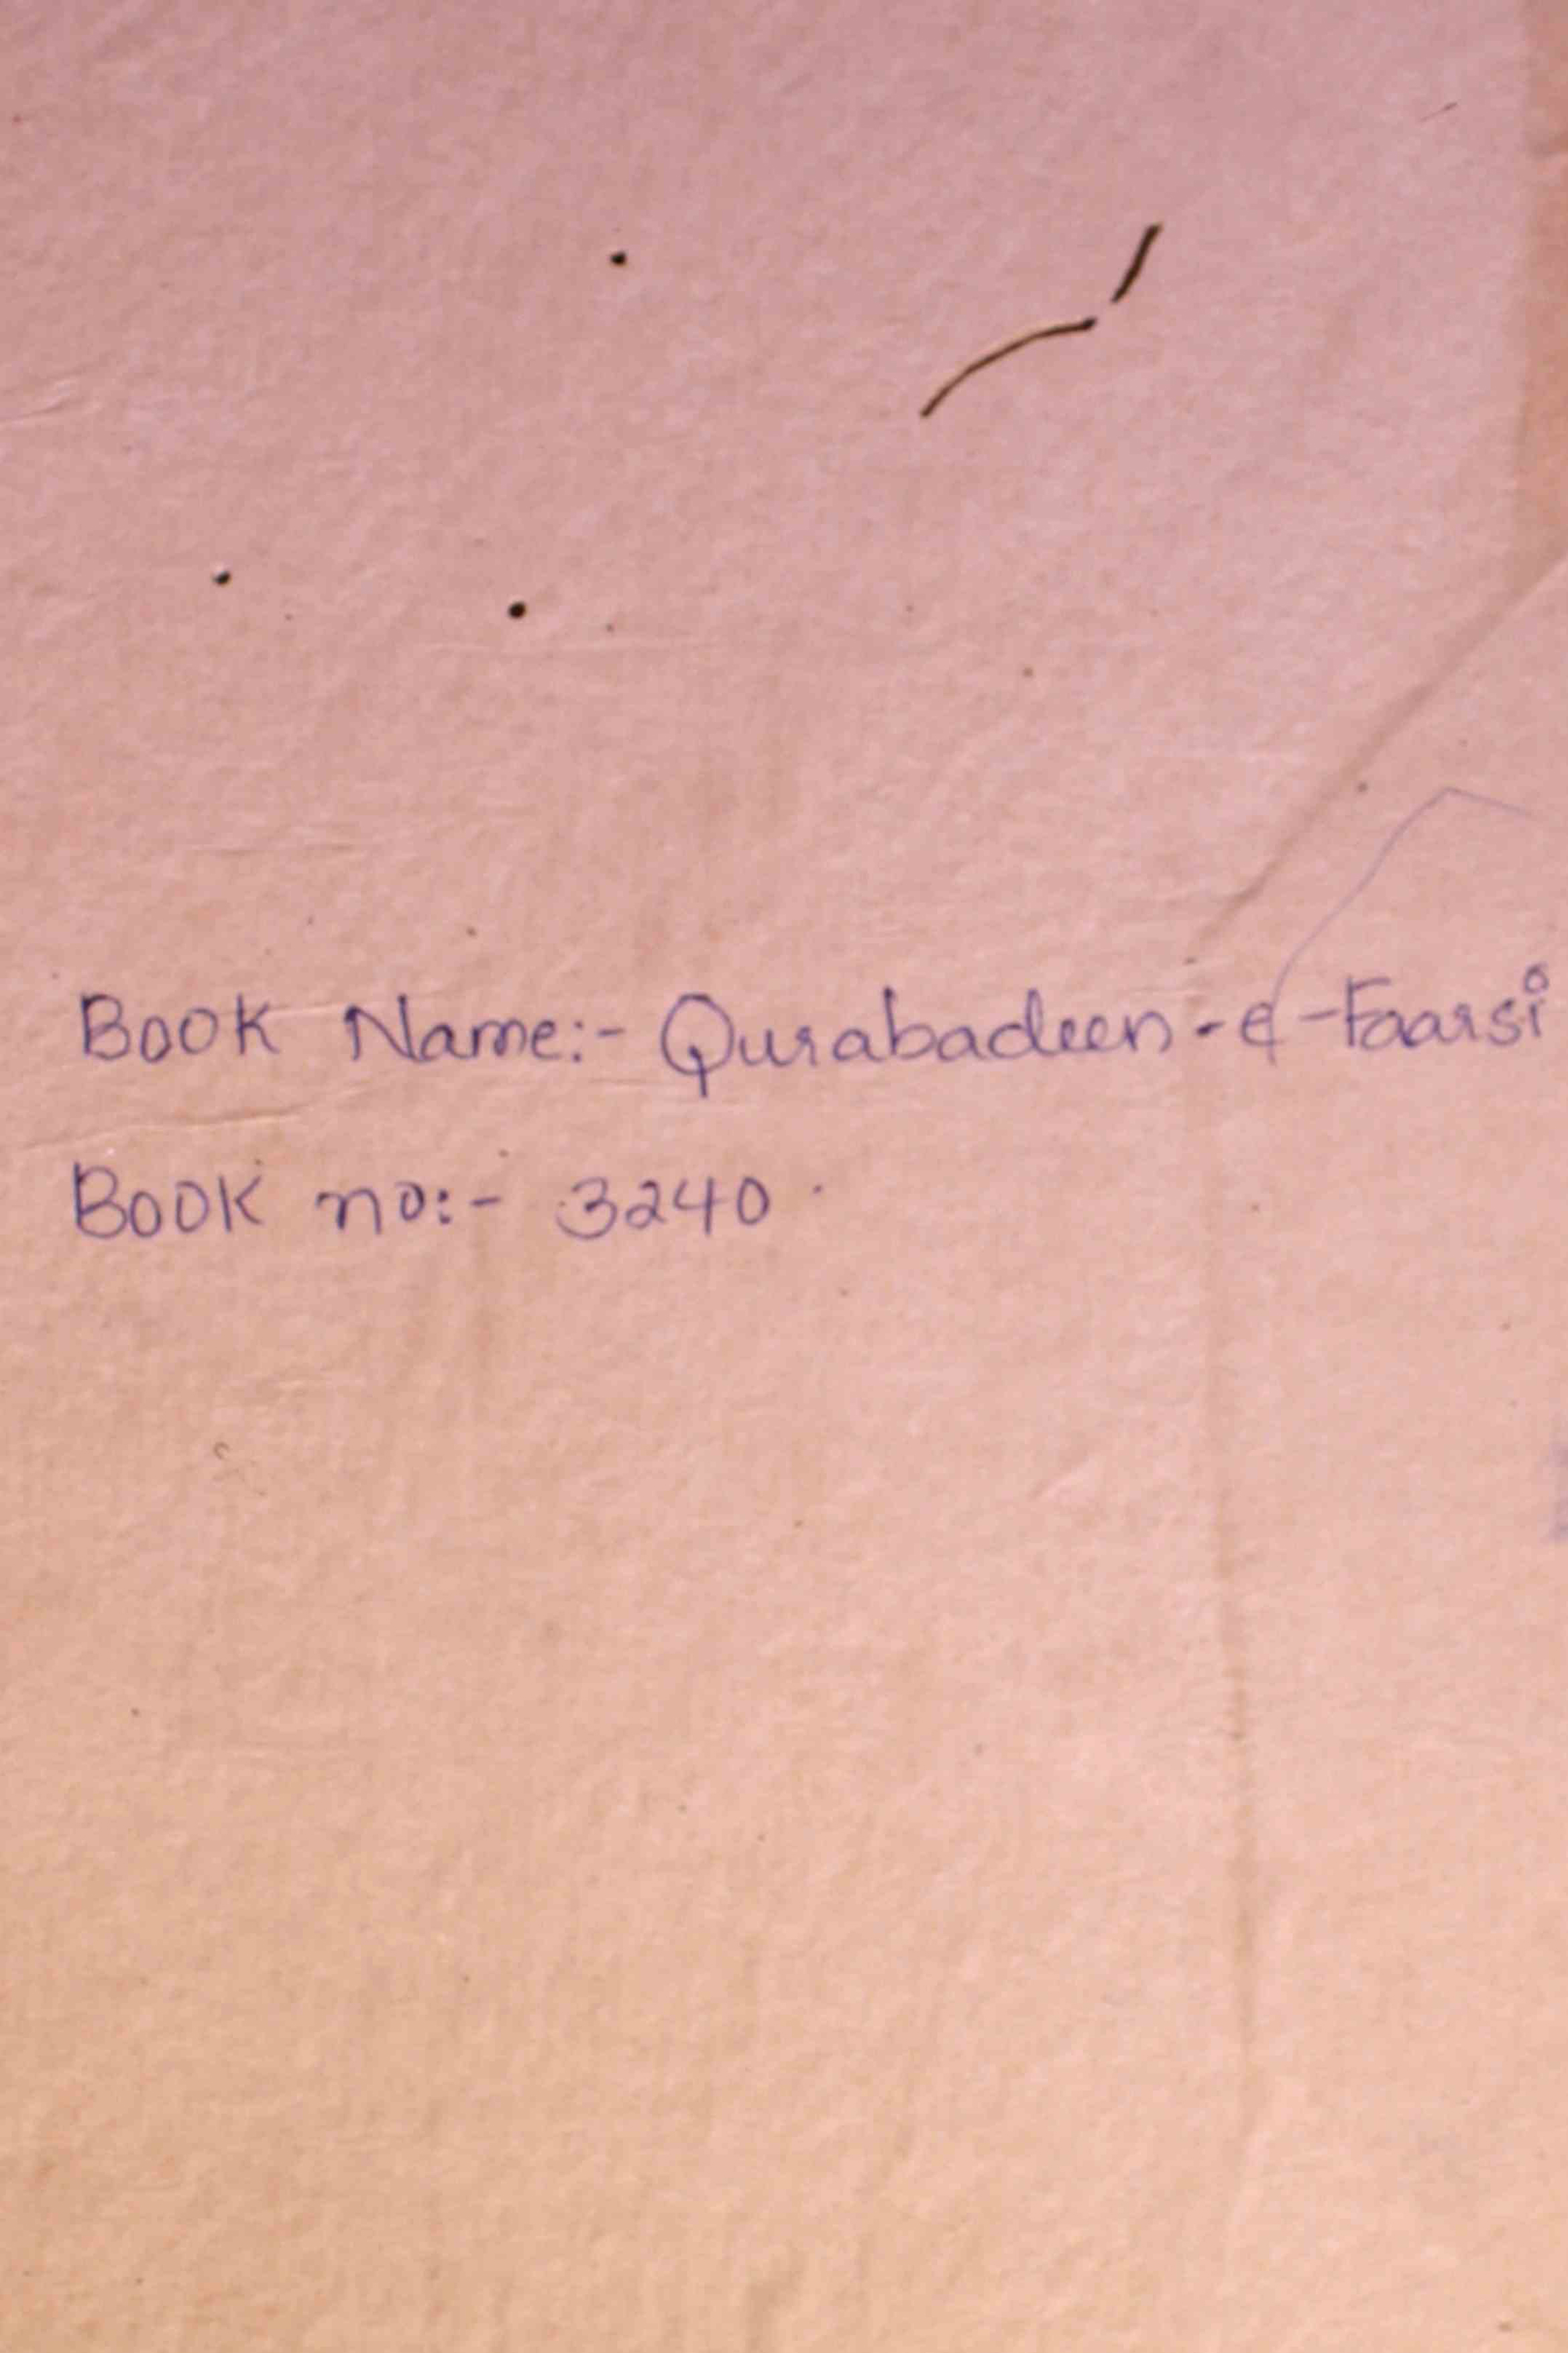 Book Name:- Qurabadeen-e-Faarsi
Book no:- 3240.